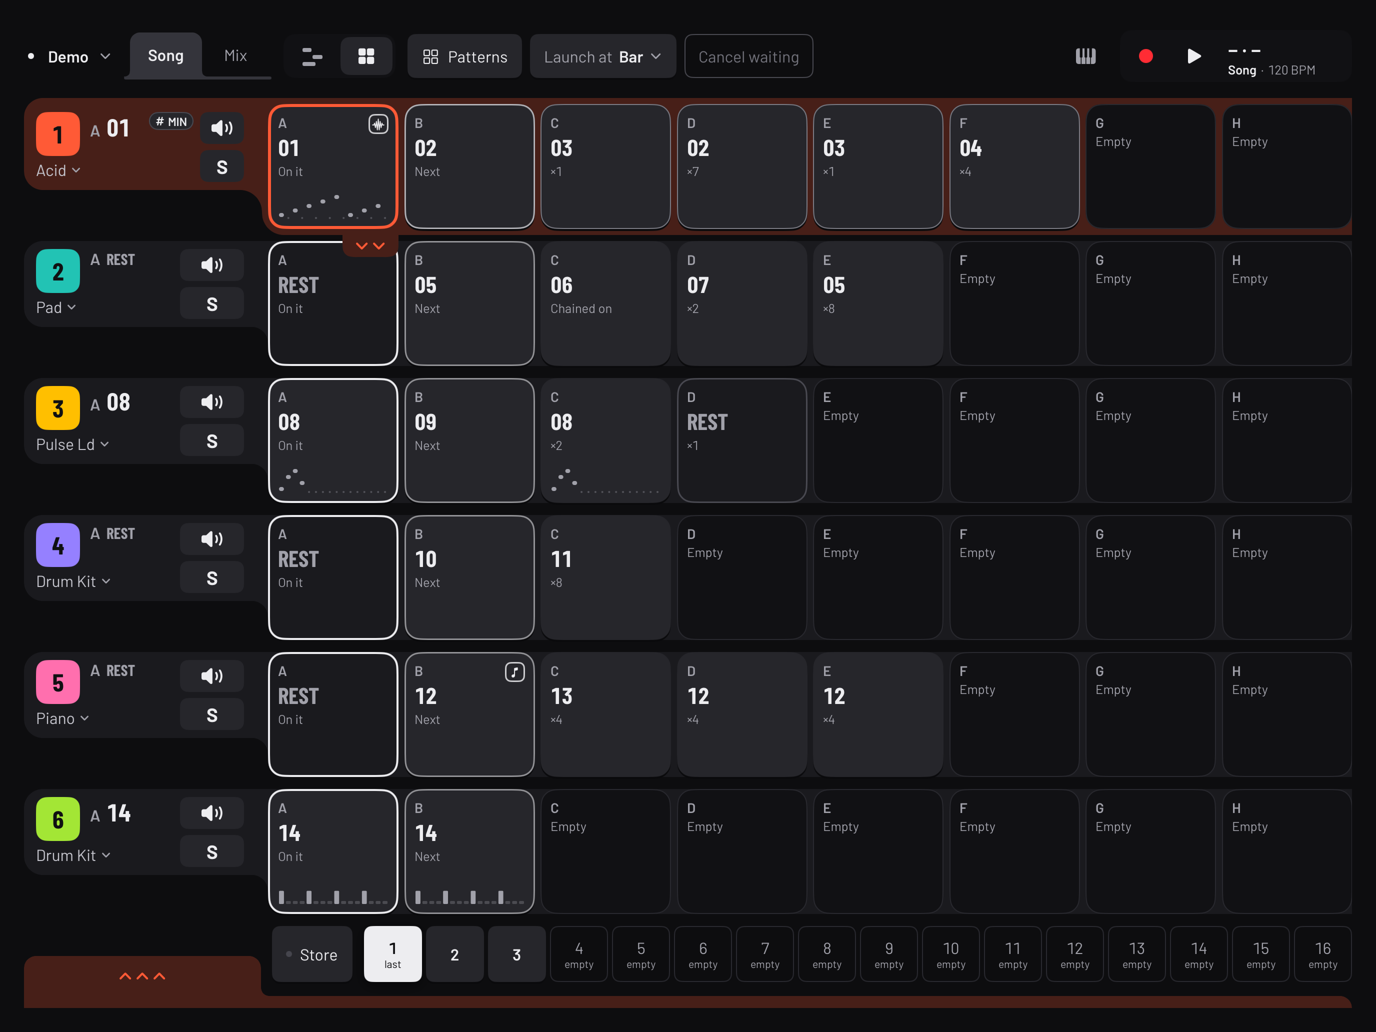 Demo
Song
Mix
Patterns
Launch at Bar
Cancel waiting
Song · 120 BPM
1
A 01
# MIN
Acid
S
A
01
On it
B
02
Next
C
03
×1
D
02
×7
E
03
×1
F
04
×4
G
Empty
H
Empty
2
A REST
Pad
S
A
REST
On it
B
05
Next
C
06
Chained on
D
07
×2
E
05
×8
F
Empty
G
Empty
H
Empty
3
A 08
Pulse Ld
S
A
08
On it
B
09
Next
C
08
×2
D
REST
×1
E
Empty
F
Empty
G
Empty
H
Empty
4
A REST
Drum Kit
S
A
REST
On it
B
10
Next
C
11
×8
D
Empty
E
Empty
F
Empty
G
Empty
H
Empty
5
A REST
Piano
S
A
REST
On it
B
12
Next
C
13
×4
D
12
×4
E
12
×4
F
Empty
G
Empty
H
Empty
6
A 14
Drum Kit
S
A
14
On it
B
14
Next
C
Empty
D
Empty
E
Empty
F
Empty
G
Empty
H
Empty
Store
1
last
2
3
4
empty
5
empty
6
empty
7
empty
8
empty
9
empty
10
empty
11
empty
12
empty
13
empty
14
empty
15
empty
16
empty